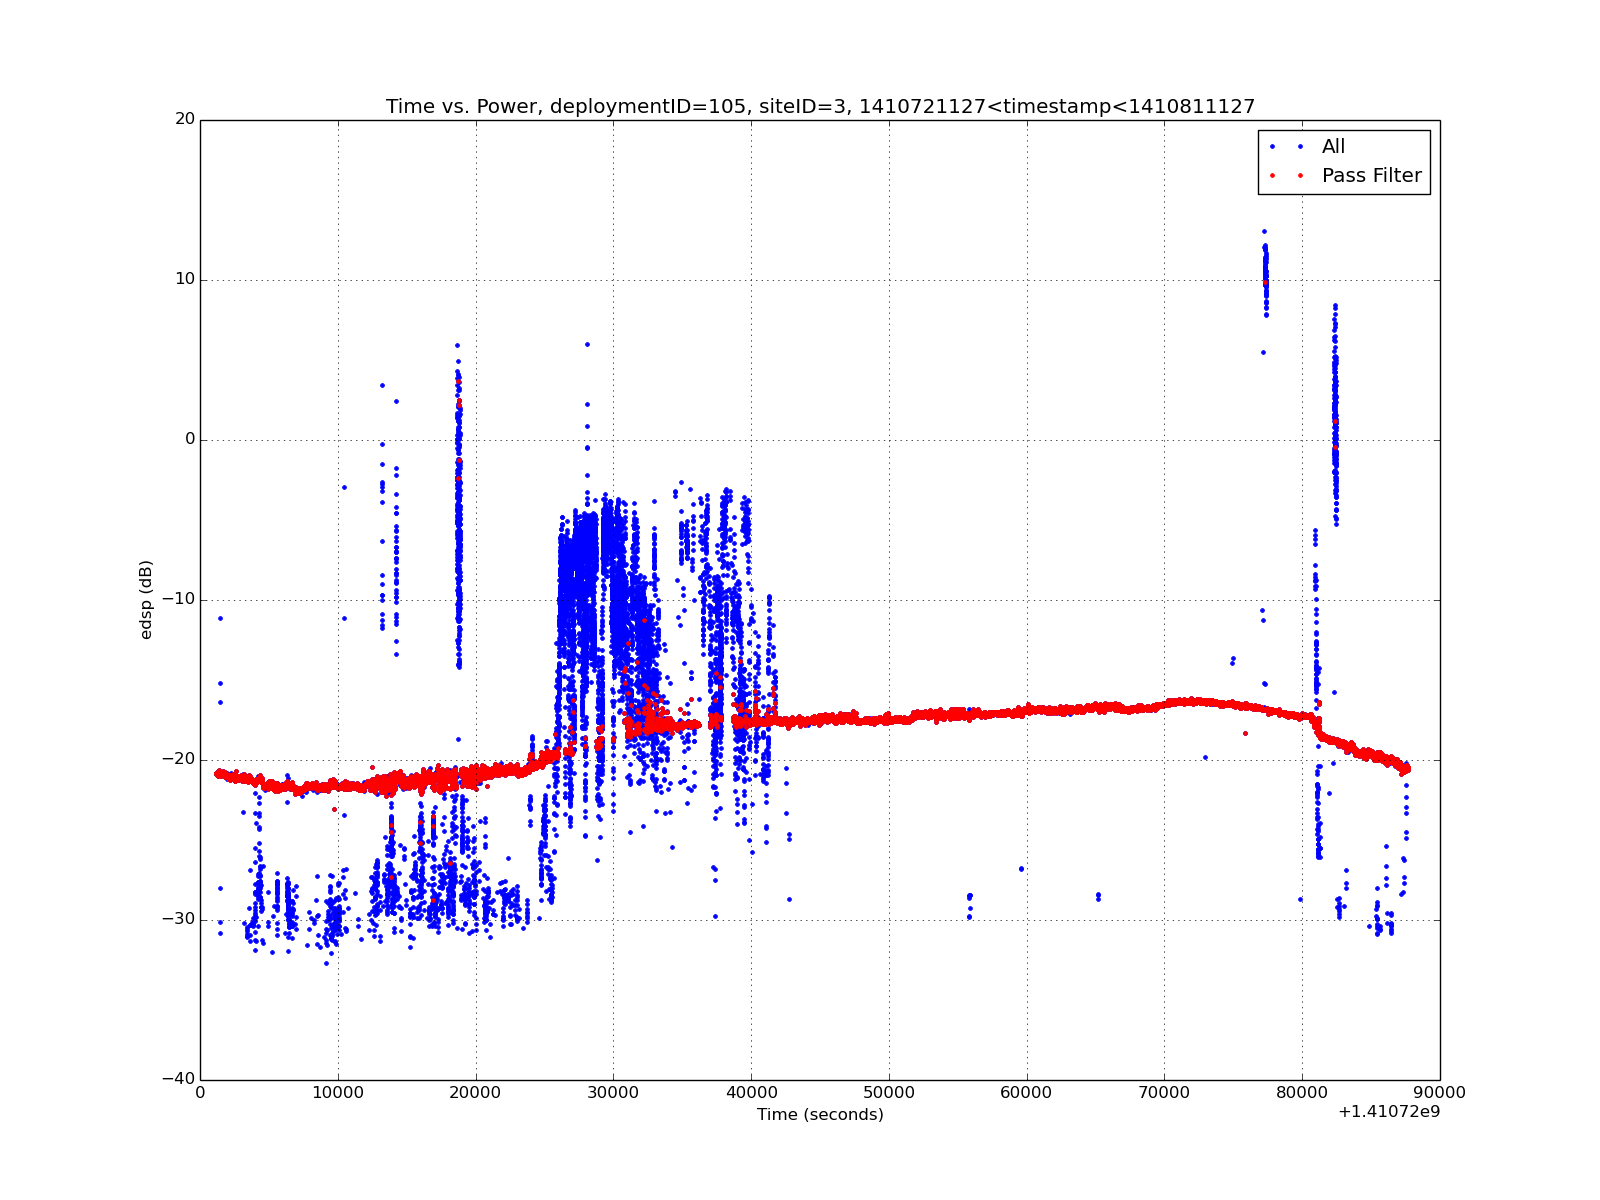 Time vs. Power, deploymentID=105, siteID=3, 1410721127<timestamp<1410811127
20
10
0
−10
−20
−30
−40
edsp (dB)
All
Pass Filter
0 10000 20000 30000 40000 50000 60000 70000 80000 90000
Time (seconds)
+1.41072e9